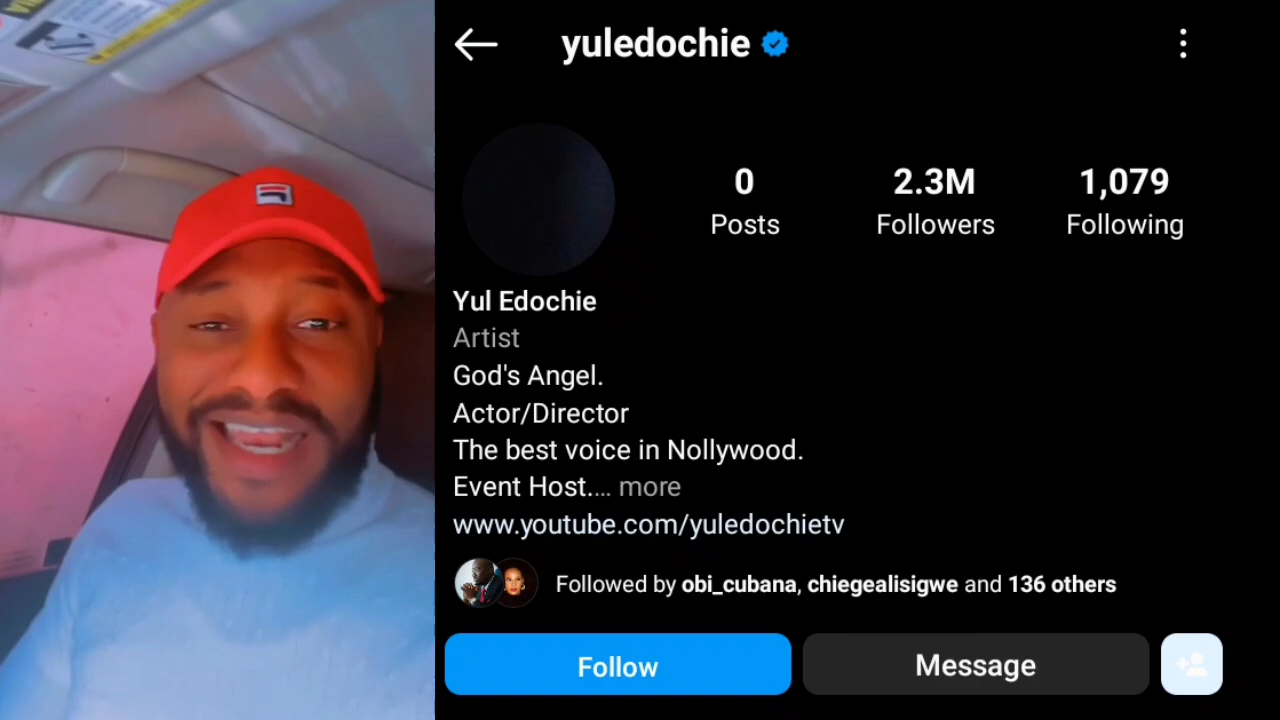 yuledochie
0
Posts
2.3M
Followers
1,079
Following
Yul Edochie
Artist
God's Angel.
Actor/Director
The best voice in Nollywood.
Event Host.... more
www.youtube.com/yuledochietv
Followed by obi_cubana, chiegealisigwe and 136 others
Follow
Message